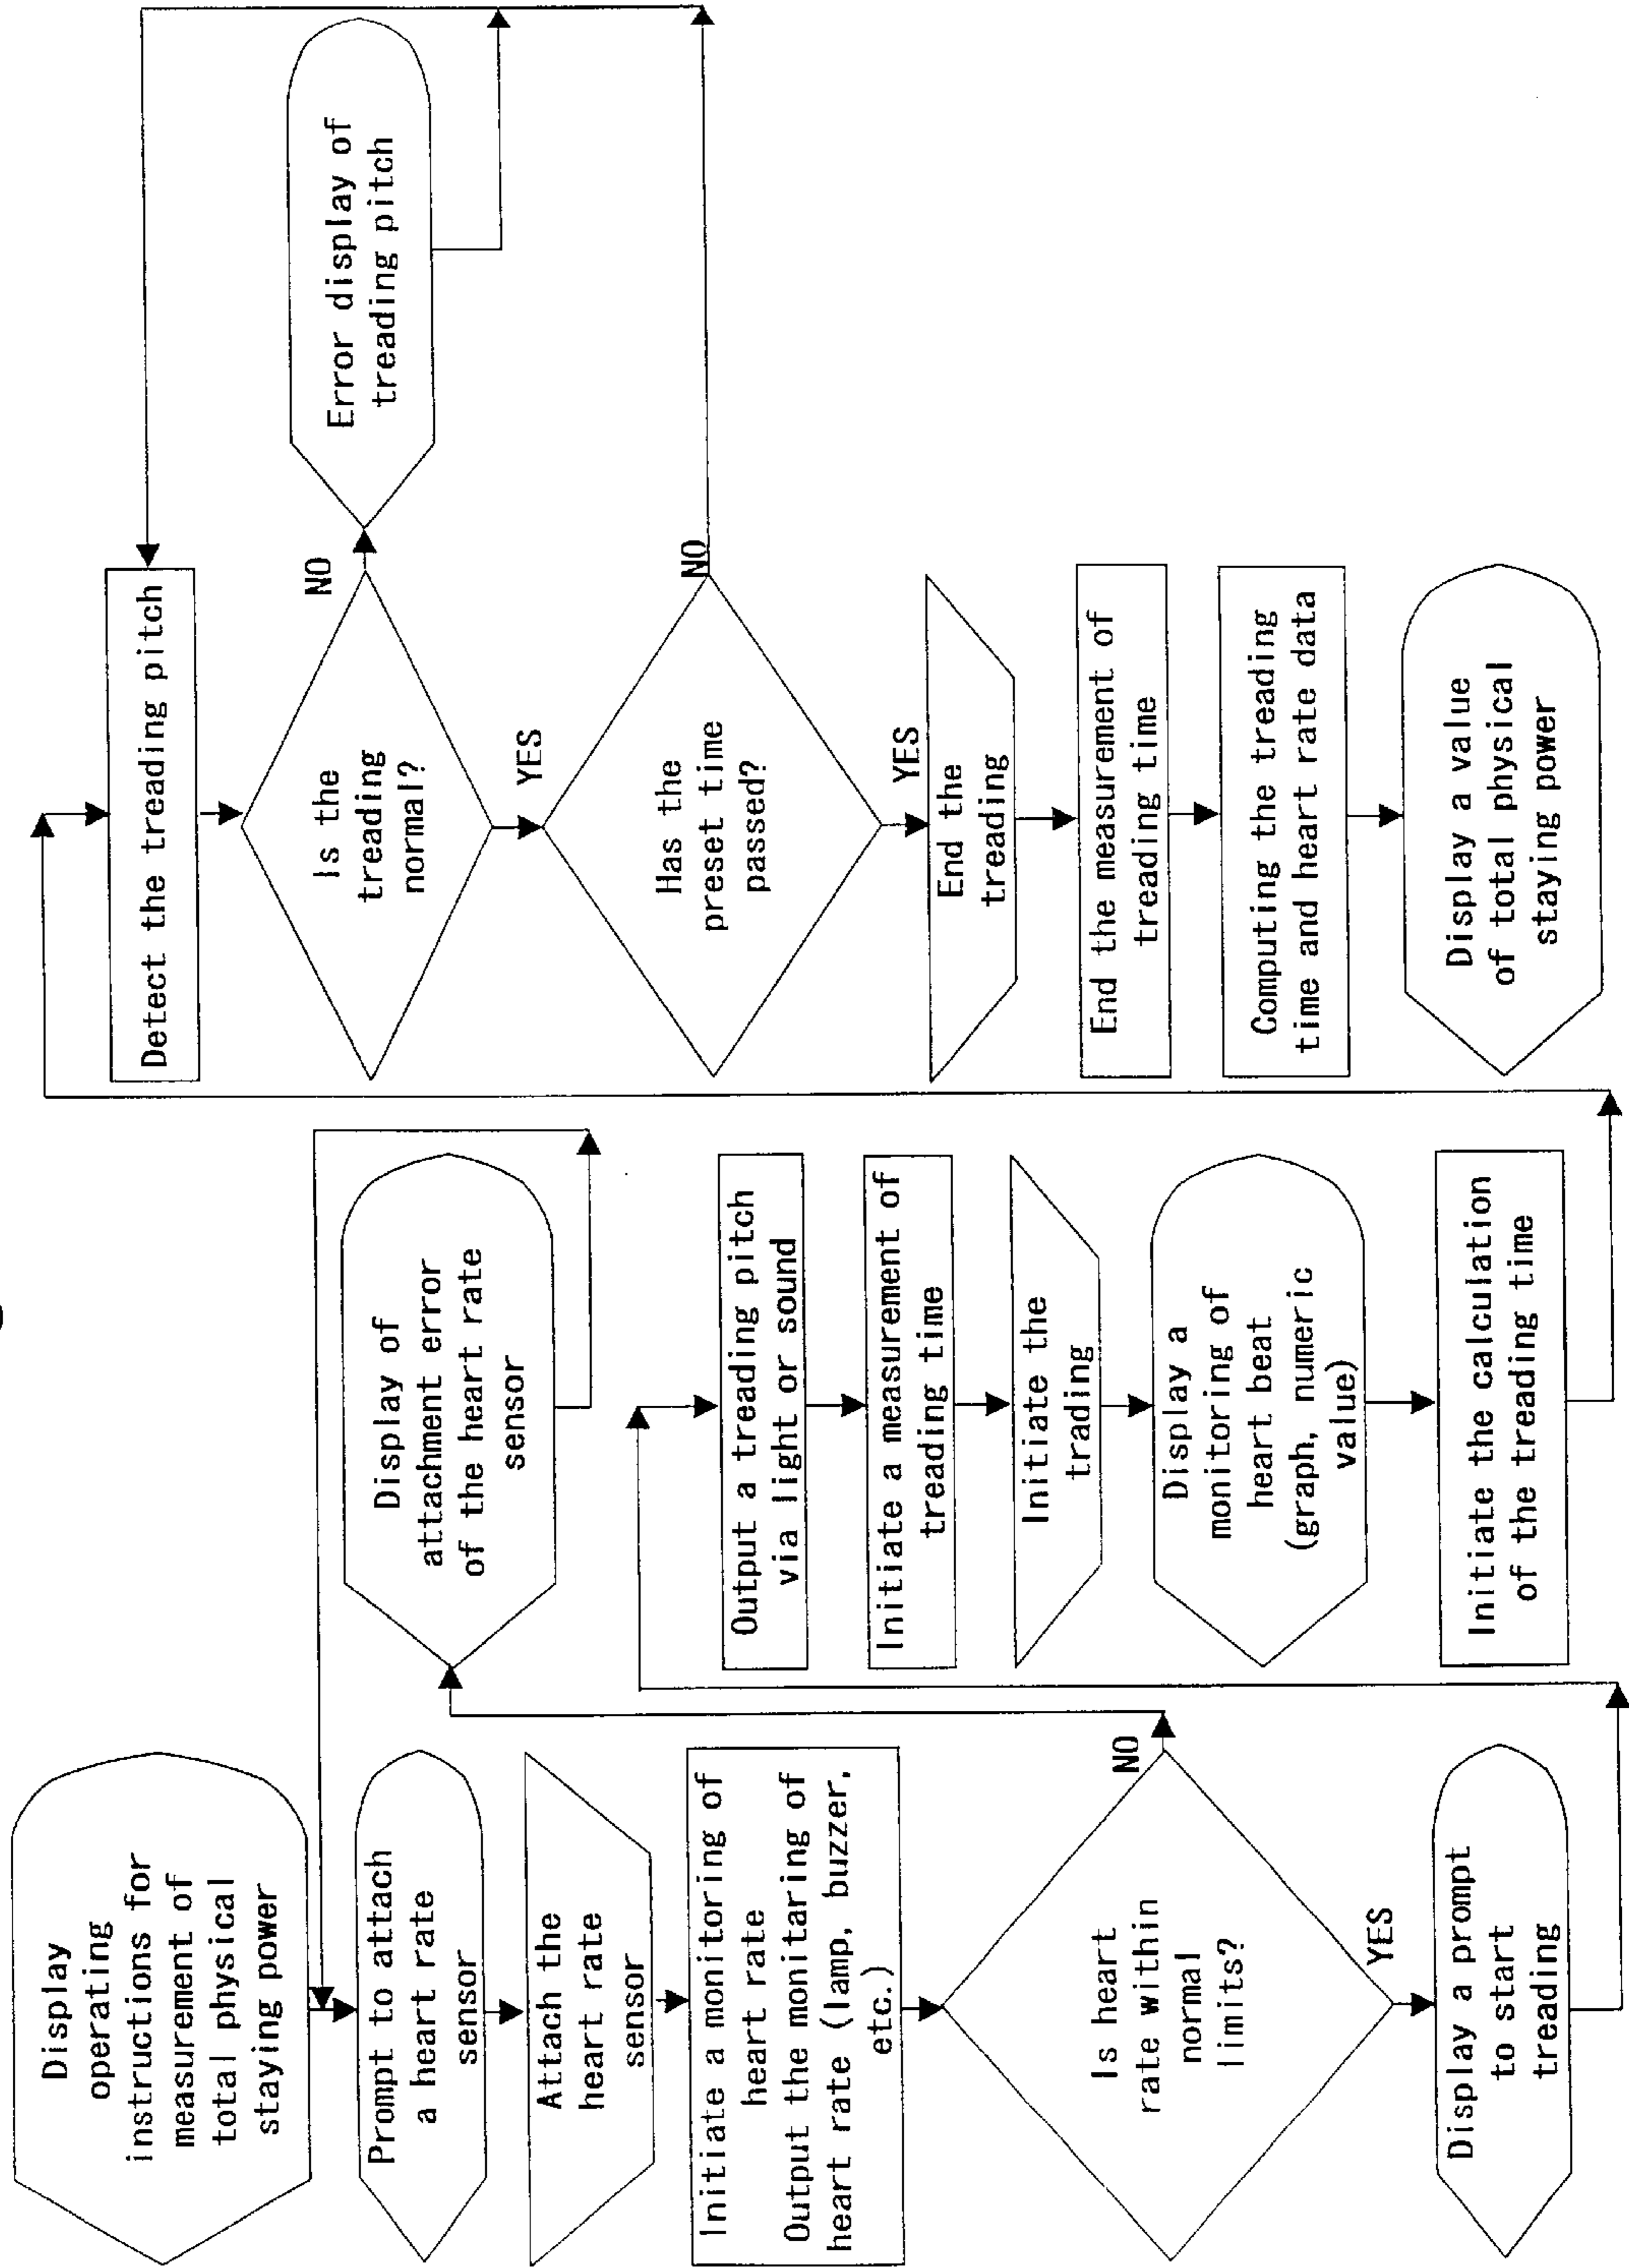 Display
operating
instructions for
measurement of
total physical
staying power
Prompt to attach
a heart rate
sensor
Attach the
heart rate
sensor
Initiate a monitoring of
heart rate
Output the monitaring of
heart rate (lamp, buzzer,
etc.)
Is heart
rate within
normal
limits?
NO
YES
Display a prompt
to start
treading
Display of
attachment error
of the heart rate
sensor
Output a treading pitch
via light or sound
Initiate a measurement of
treading time
Initiate the
trading
Display a
monitoring of
heart beat
(graph, numeric
value)
Initiate the calculation
of the treading time
Detect the treading pitch
Is the
treading
normal?
NO
Error display of
treading pitch
YES
Has the
preset time
passed?
NO
YES
End the
treading
End the measurement of
treading time
Computing the treading
time and heart rate data
Display a value
of total physical
staying power